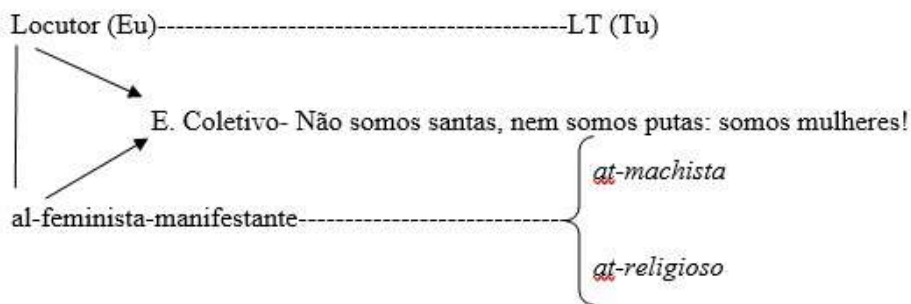 Locutor (Eu)-----------------------------------------LT (Tu)
E. Coletivo- Não somos santas, nem somos putas: somos mulheres!
at-machista
al-feminista-manifestante---------------------------
at-religioso